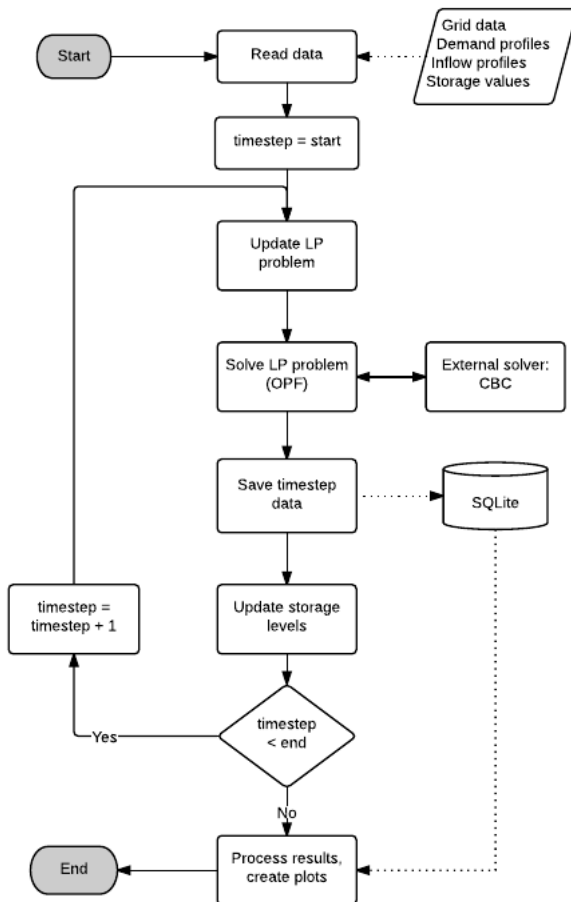 Start
Read data
Grid data
Demand profiles
Inflow profiles
Storage values
timestep = start
Update LP
problem
Solve LP problem
(OPF)
External solver:
CBC
Save timestep
data
SQLite
timestep =
timestep + 1
Update storage
levels
timestep
< end
Yes
No
End
Process results,
create plots